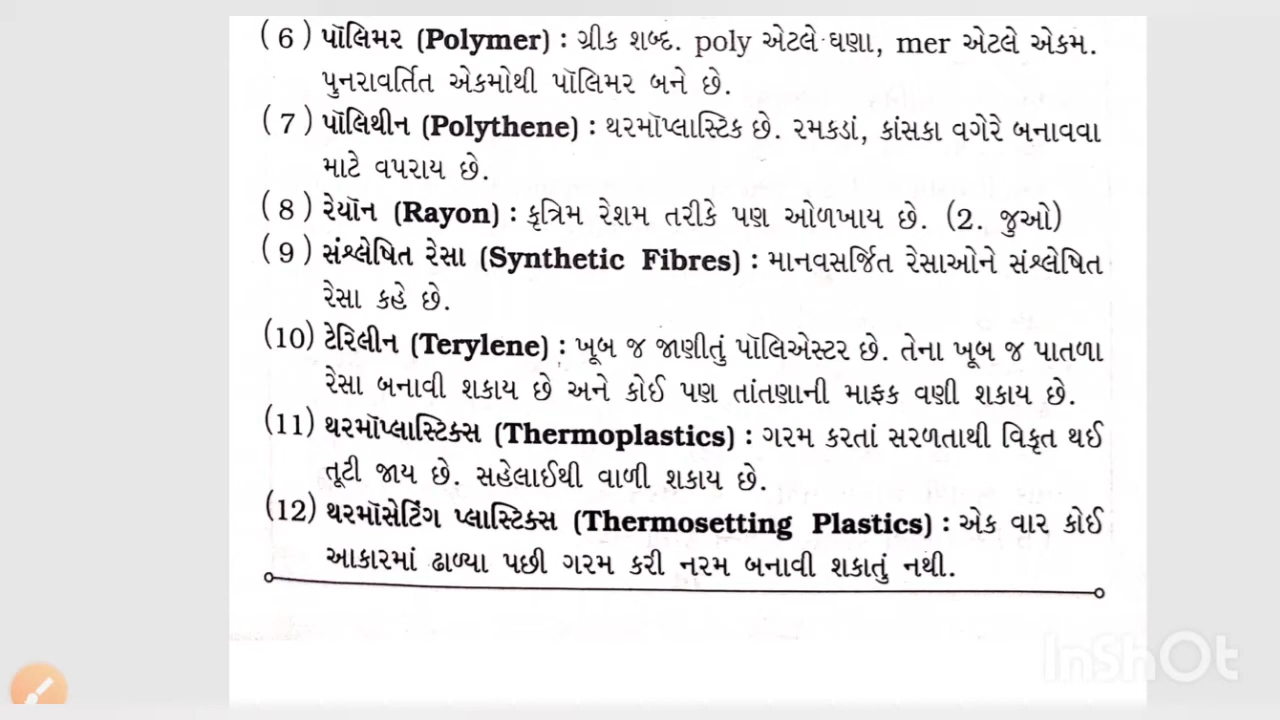 (6) પૉલિમર (Polymer) : ગ્રીક શબ્દ. poly એટલે ઘણા, mer એટલે એકમ.
પુનરાવર્તિત એકમોથી પૉલિમર બને છે.
(7) પૉલિથીન (Polythene) : થરમૉપ્લાસ્ટિક છે. રમકડાં, કાંસકા વગેરે બનાવવા
માટે વપરાય છે.
(8) રેયૉન (Rayon) : કૃત્રિમ રેશમ તરીકે પણ ઓળખાય છે. (2. જુઓ)
(9) સંશ્લેષિત રેસા (Synthetic Fibres) : માનવસર્જિત રેસાઓને સંશ્લેષિત
રેસા કહે છે.
(10) ટેરિલીન (Terylene) : ખૂબ જ જાણીતું પૉલિએસ્ટર છે. તેના ખૂબ જ પાતળા
રેસા બનાવી શકાય છે અને કોઈ પણ તાંતણાની માફક વણી શકાય છે.
(11) થરમૉપ્લાસ્ટિક્સ (Thermoplastics) : ગરમ કરતાં સરળતાથી વિકૃત થઈ
તૂટી જાય છે. સહેલાઈથી વાળી શકાય છે.
(12) થરમૉસેટિંગ પ્લાસ્ટિક્સ (Thermosetting Plastics) : એક વાર કોઈ
આકારમાં ઢાળ્યા પછી ગરમ કરી નરમ બનાવી શકાતું નથી.
InShOt